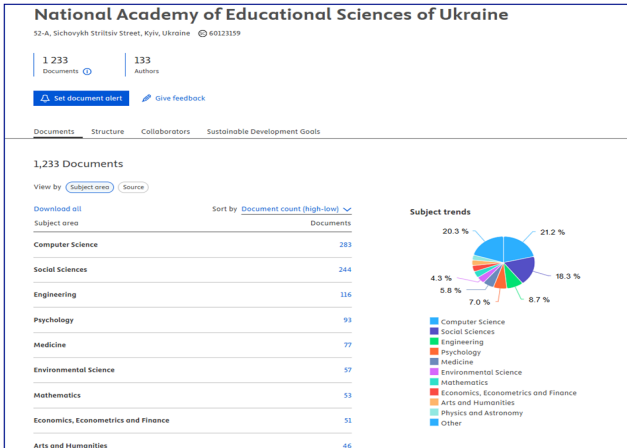 National Academy of Educational Sciences of Ukraine
52-A, Sichovykh Striltsiv Street, Kyiv, Ukraine 60123159
1 233
Documents
133
Authors
Set document alert
Give feedback
Documents Structure Collaborators Sustainable Development Goals
1,233 Documents
View by Subject area Source
Download all Sort by Document count (high-low)
Subject area Documents
Computer Science 283
Social Sciences 244
Engineering 116
Psychology 93
Medicine 77
Environmental Science 57
Mathematics 53
Economics, Econometrics and Finance 51
Arts and Humanities 46
Subject trends
20.3 % 21.2 %
18.3 %
4.3 %
5.8 %
7.0 % 8.7 %
Computer Science
Social Sciences
Engineering
Psychology
Medicine
Environmental Science
Mathematics
Economics, Econometrics and Finance
Arts and Humanities
Physics and Astronomy
Other